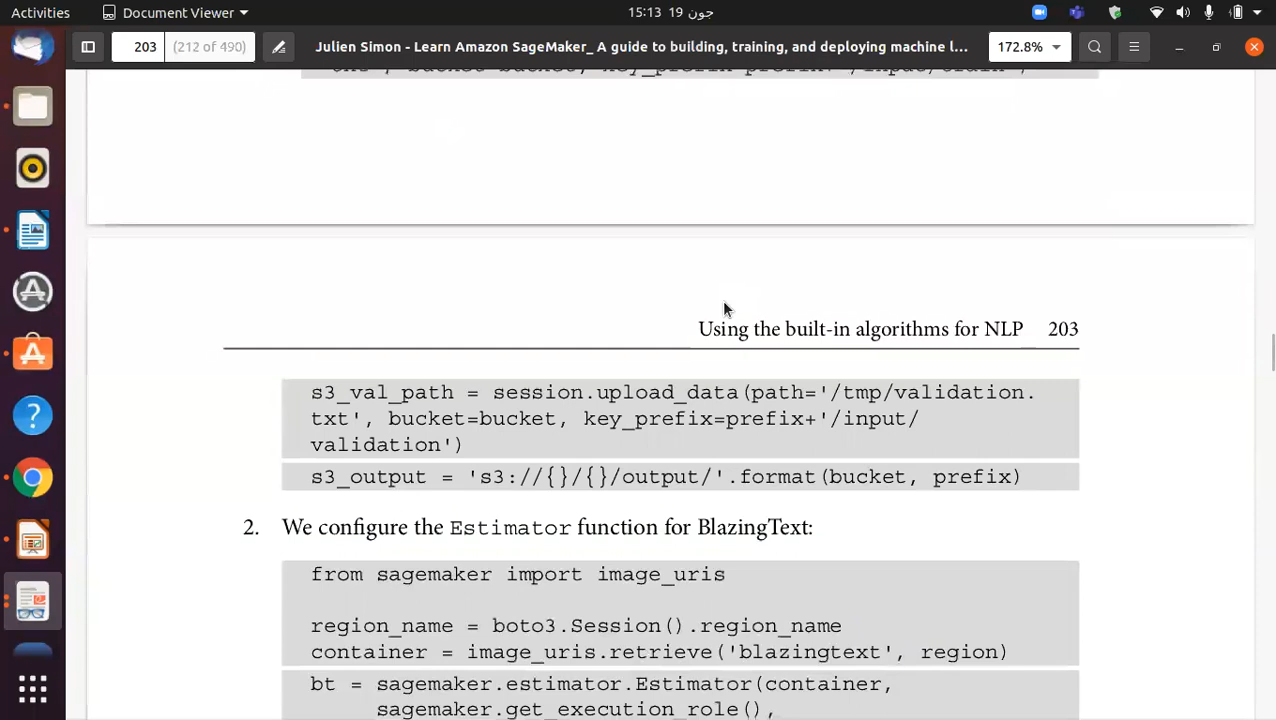 Activities
Document Viewer
15:13 19 جون
203
(212 of 490)
Julien Simon - Learn Amazon SageMaker_ A guide to building, training, and deploying machine l...
172.8%
Using the built-in algorithms for NLP 203
s3_val_path = session.upload_data(path='/tmp/validation.
txt', bucket=bucket, key_prefix=prefix+'/input/
validation')
s3_output = 's3://{}/{}/output/'.format(bucket, prefix)
2. We configure the Estimator function for BlazingText:
from sagemaker import image_uris
region_name = boto3.Session().region_name
container = image_uris.retrieve('blazingtext', region)
bt = sagemaker.estimator.Estimator(container,
sagemaker.get_execution_role(),